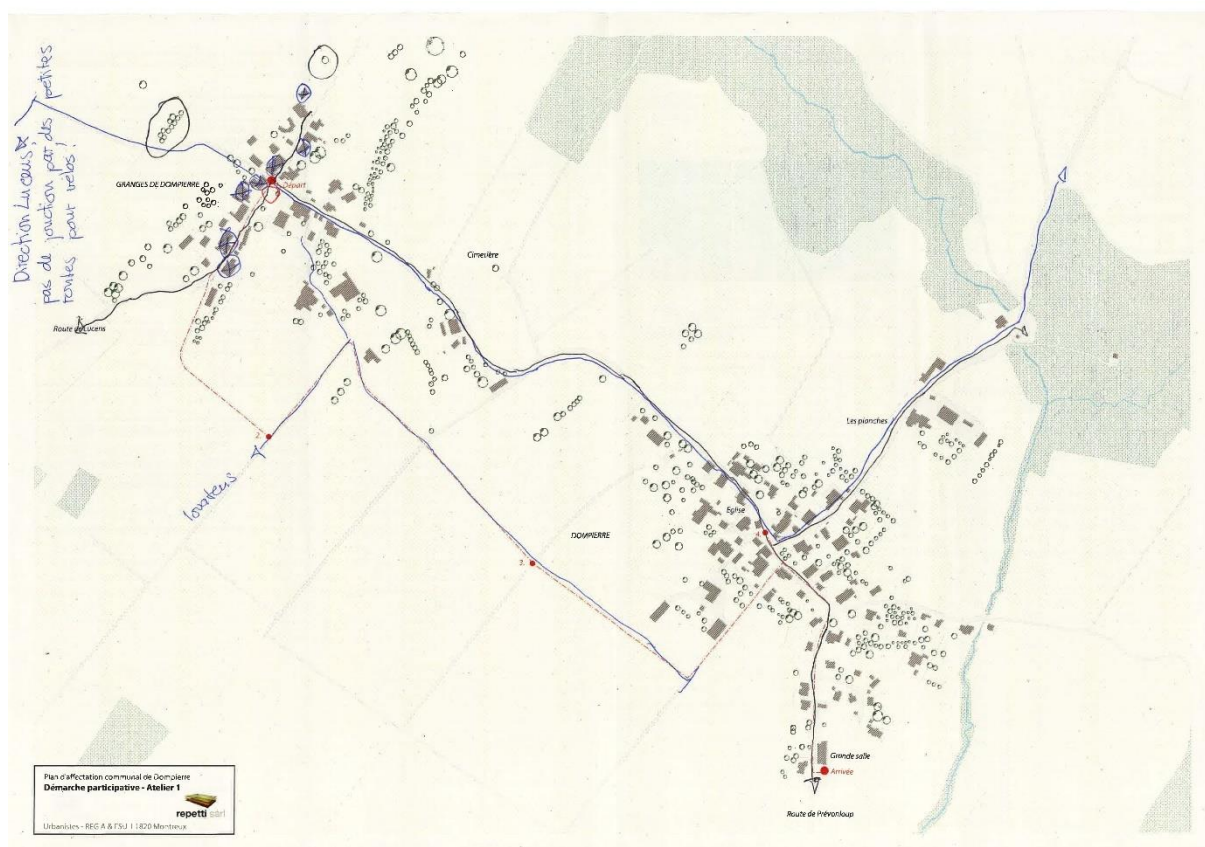 Direction Lucens
pas de jonction par des petites
routes pour vélos!
GRANGES DE DOMPIERRE
Départ
Cimetière
Route de Lucens
2.
Les planches
Eglise
DOMPIERRE
3.
Grande salle
Arrivée
Route de Prévonloup
Plan d'affectation communal de Dompierre
Démarche participative - Atelier 1
repetti sàrl
Urbanistes - REG A & FSU I 1820 Montreux